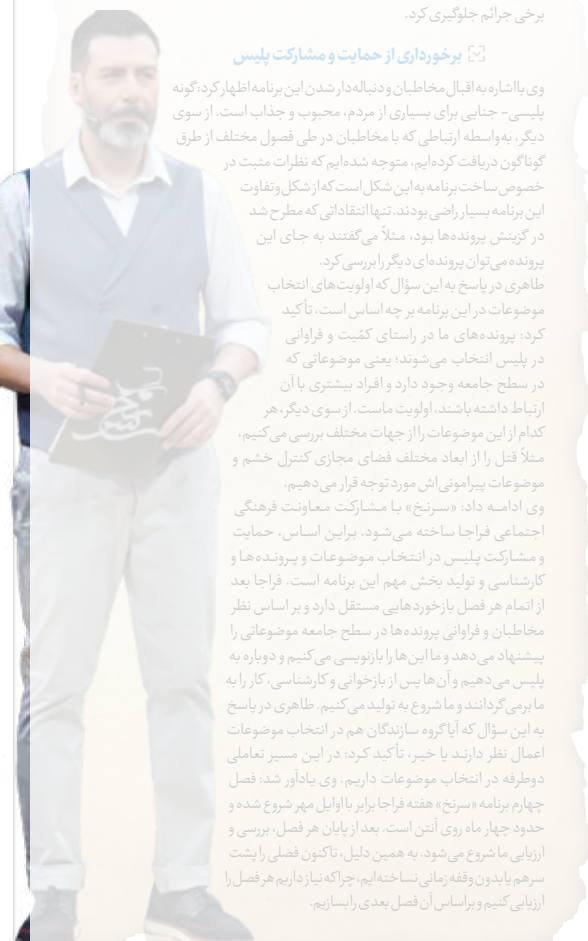 برخی جرائم جلوگیری کرد.
برخورداری از حمایت و مشارکت پلیس
وی با اشاره به اقبال مخاطبان و دنباله‌دار شدن این برنامه اظهار کرد: گونه
پلیسی- جنایی برای بسیاری از مردم، محبوب و جذاب است. از سوی
دیگر، به‌واسطه ارتباطی که با مخاطبان در طی فصول مختلف از طرق
گوناگون دریافت کرده‌ایم، متوجه شده‌ایم که نظرات مثبت در
خصوص ساخت برنامه به این شکل است که از شکل و تفاوت
این برنامه بسیار راضی بودند. تنها انتقاداتی که مطرح شد
در گزینش پرونده‌ها بود، مثلاً می‌گفتند به جای این
پرونده می‌توان پرونده‌ای دیگر را بررسی کرد.
طاهری در پاسخ به این سؤال که اولویت‌های انتخاب
موضوعات در این برنامه بر چه اساس است، تأکید
کرد: پرونده‌های ما در راستای کمّیت و فراوانی
در پلیس انتخاب می‌شوند؛ یعنی موضوعاتی که
در سطح جامعه وجود دارد و افراد بیشتری با آن
ارتباط داشته باشند، اولویت ماست. از سوی دیگر، هر
کدام از این موضوعات را از جهات مختلف بررسی می‌کنیم،
مثلاً قتل را از ابعاد مختلف فضای مجازی کنترل خشم و
موضوعات پیرامونی‌اش مورد توجه قرار می‌دهیم.
وی ادامه داد: «سرنخ» با مشارکت معاونت فرهنگی
اجتماعی فراجا ساخته می‌شود. براین اساس، حمایت
و مشارکت پلیس در انتخاب موضوعات و پرونده‌ها و
کارشناسی و تولید بخش مهم این برنامه است. فراجا بعد
از اتمام هر فصل بازخوردهایی مستقل دارد و بر اساس نظر
مخاطبان و فراوانی پرونده‌ها در سطح جامعه موضوعاتی را
پیشنهاد می‌دهد و ما این‌ها را بازنویسی می‌کنیم و دوباره به
پلیس می‌دهیم و آن‌ها پس از بازخوانی و کارشناسی، کار را به
ما برمی‌گردانند و ما شروع به تولید می‌کنیم. طاهری در پاسخ
به این سؤال که آیا گروه سازندگان هم در انتخاب موضوعات
اعمال نظر دارند یا خیر، تأکید کرد: در این مسیر تعاملی
دوطرفه در انتخاب موضوعات داریم. وی یادآور شد: فصل
چهارم برنامه «سرنخ» هفته فراجا برابر با اوایل مهر شروع شده و
حدود چهار ماه روی آنتن است. بعد از پایان هر فصل، بررسی و
ارزیابی ما شروع می‌شود. به همین دلیل، تاکنون فصلی را پشت
سرهم یا بدون وقفه زمانی نساخته‌ایم، چراکه نیاز داریم هر فصل را
ارزیابی کنیم و براساس آن فصل بعدی را بسازیم.